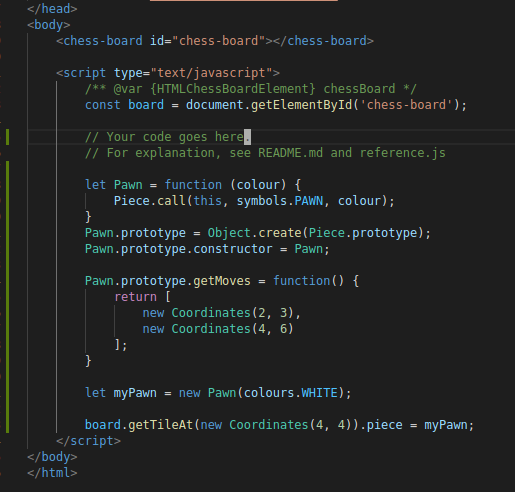 </head>
<body>
<chess-board id="chess-board"></chess-board>
<script type="text/javascript">
/** @var {HTMLChessBoardElement} chessBoard */
const board = document.getElementById('chess-board');
// Your code goes here.
// For explanation, see README.md and reference.js
let Pawn = function (colour) {
Piece.call(this, symbols.PAWN, colour);
}
Pawn.prototype = Object.create(Piece.prototype);
Pawn.prototype.constructor = Pawn;
Pawn.prototype.getMoves = function() {
return [
new Coordinates(2, 3),
new Coordinates(4, 6)
];
}
let myPawn = new Pawn(colours.WHITE);
board.getTileAt(new Coordinates(4, 4)).piece = myPawn;
</script>
</body>
</html>